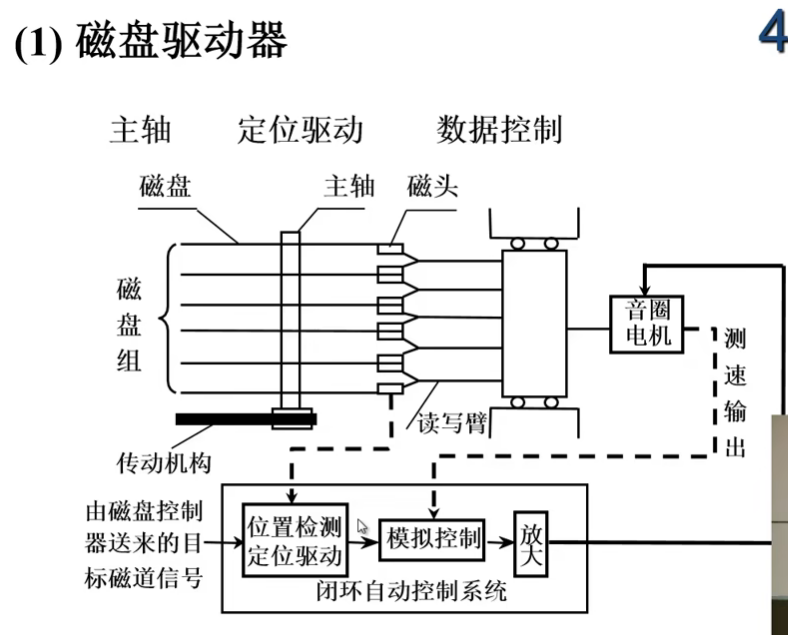 (1) 磁盘驱动器
4
主轴 定位驱动 数据控制
磁盘 主轴 磁头
磁盘组
音圈
电机
测速输出
读写臂
传动机构
由磁盘控制
器送来的目
标磁道信号
位置检测
定位驱动
模拟控制
放大
闭环自动控制系统